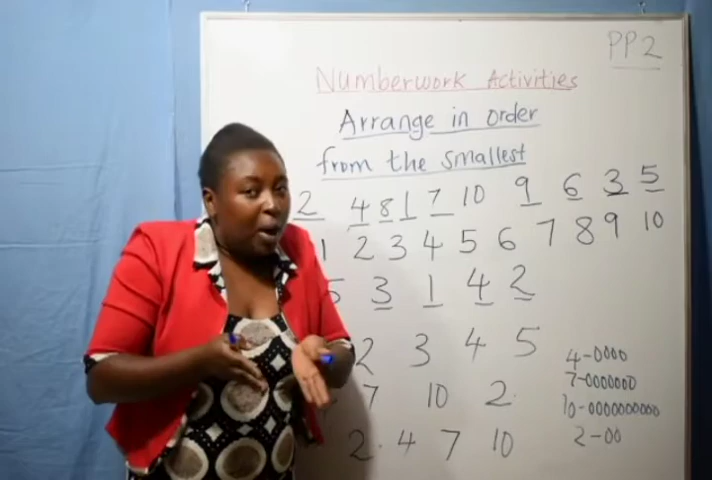 PP2
Numberwork Activities
Arrange in order
from the smallest
2 4 8 1 7 10 9 6 3 5
1 2 3 4 5 6 7 8 9 10
5 3 1 4 2
2 3 4 5
7 10 2.
2. 4 7 10
4-0000
7-0000000
10-0000000000
2-00